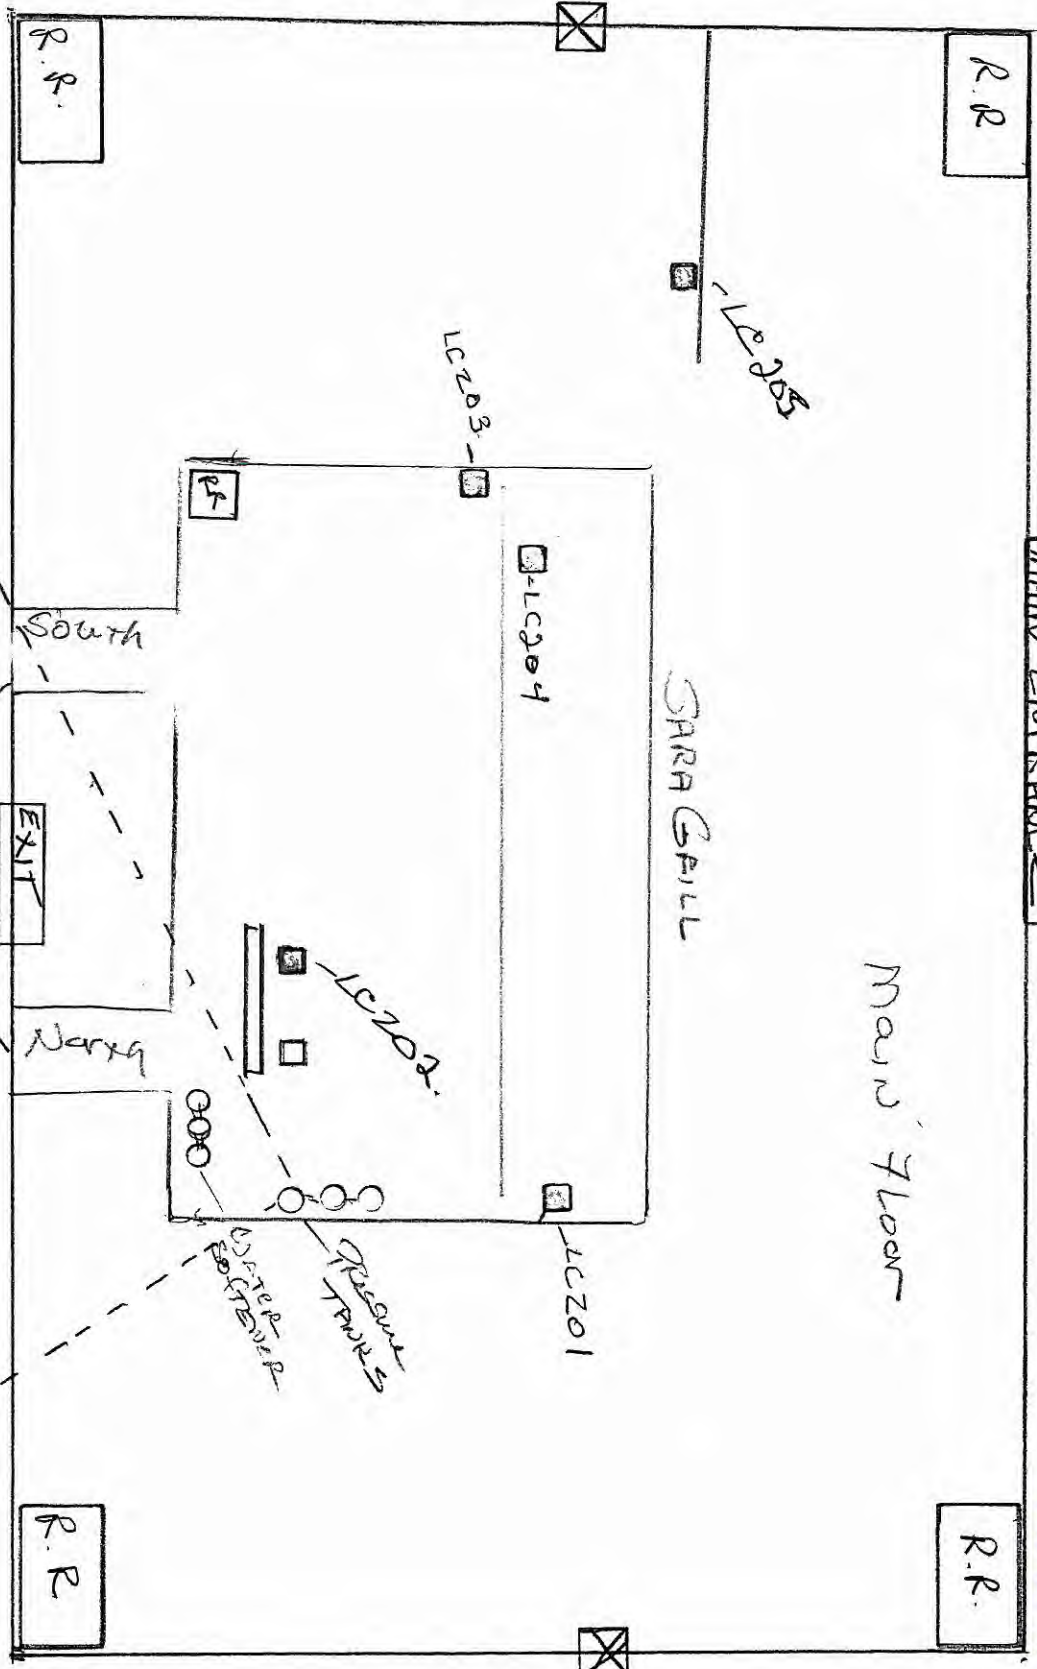 R.R.
R.R
LC205
LC203
RR
LC204
South
SARA GRILL
EXIT
Main Floor
LC202.
North
LC201
PRESSURE
TANKS
WATER
SOFTENER
R.R
R.R.